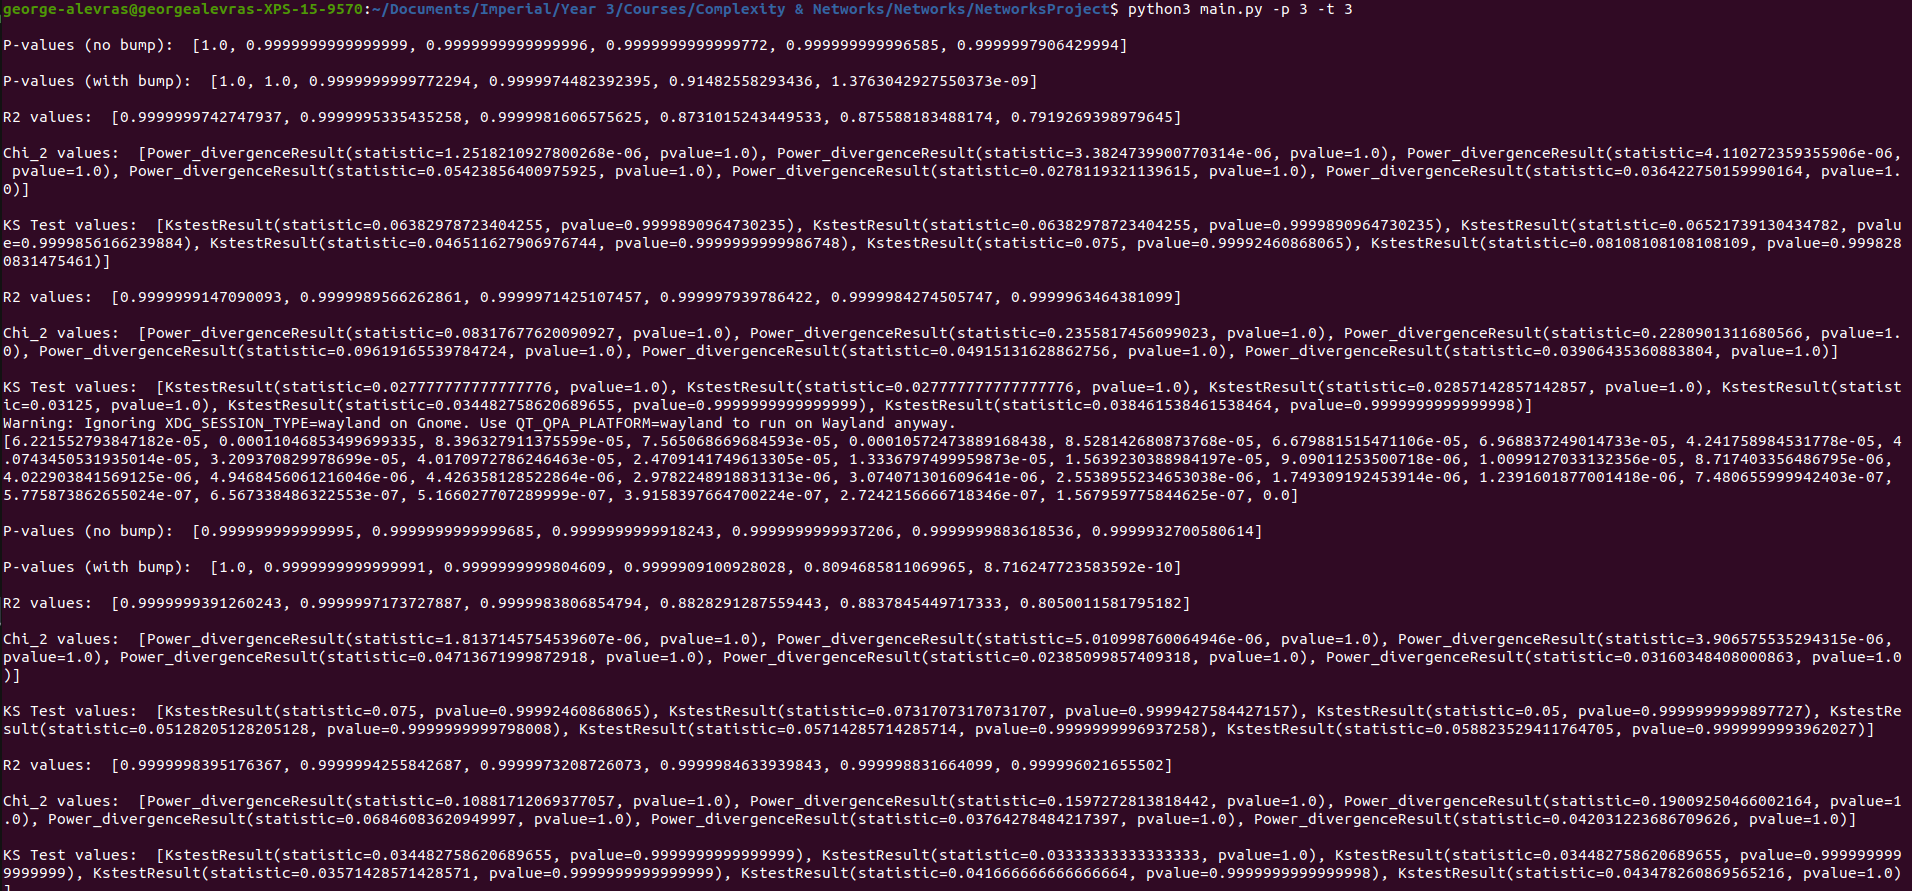 george-alevras@georgealevras-XPS-15-9570:~/Documents/Imperial/Year 3/Courses/Complexity & Networks/Networks/NetworksProject$ python3 main.py -p 3 -t 3
P-values (no bump):  [1.0, 0.9999999999999999, 0.9999999999999996, 0.9999999999999772, 0.999999999996585, 0.9999997906429994]
P-values (with bump):  [1.0, 1.0, 0.9999999999772294, 0.9999974482392395, 0.91482558293436, 1.3763042927550373e-09]
R2 values:  [0.9999999742747937, 0.9999995335435258, 0.9999981606575625, 0.8731015243449533, 0.875588183488174, 0.7919269398979645]
Chi_2 values:  [Power_divergenceResult(statistic=1.2518210927800268e-06, pvalue=1.0), Power_divergenceResult(statistic=3.3824739900770314e-06, pvalue=1.0), Power_divergenceResult(statistic=4.110272359355906e-06,
 pvalue=1.0), Power_divergenceResult(statistic=0.05423856400975925, pvalue=1.0), Power_divergenceResult(statistic=0.0278119321139615, pvalue=1.0), Power_divergenceResult(statistic=0.036422750159990164, pvalue=1.
0)]
KS Test values:  [KstestResult(statistic=0.06382978723404255, pvalue=0.9999890964730235), KstestResult(statistic=0.06382978723404255, pvalue=0.9999890964730235), KstestResult(statistic=0.06521739130434782, pvalu
e=0.9999856166239884), KstestResult(statistic=0.046511627906976744, pvalue=0.9999999999986748), KstestResult(statistic=0.075, pvalue=0.99992460868065), KstestResult(statistic=0.08108108108108109, pvalue=0.999828
0831475461)]
R2 values:  [0.9999999147090093, 0.9999989566262861, 0.9999971425107457, 0.999997939786422, 0.9999984274505747, 0.9999963464381099]
Chi_2 values:  [Power_divergenceResult(statistic=0.08317677620090927, pvalue=1.0), Power_divergenceResult(statistic=0.2355817456099023, pvalue=1.0), Power_divergenceResult(statistic=0.2280901311680566, pvalue=1.
0), Power_divergenceResult(statistic=0.09619165539784724, pvalue=1.0), Power_divergenceResult(statistic=0.04915131628862756, pvalue=1.0), Power_divergenceResult(statistic=0.03906435360883804, pvalue=1.0)]
KS Test values:  [KstestResult(statistic=0.027777777777777776, pvalue=1.0), KstestResult(statistic=0.027777777777777776, pvalue=1.0), KstestResult(statistic=0.02857142857142857, pvalue=1.0), KstestResult(statist
ic=0.03125, pvalue=1.0), KstestResult(statistic=0.034482758620689655, pvalue=0.9999999999999999), KstestResult(statistic=0.038461538461538464, pvalue=0.9999999999999998)]
Warning: Ignoring XDG_SESSION_TYPE=wayland on Gnome. Use QT_QPA_PLATFORM=wayland to run on Wayland anyway.
[6.221552793847182e-05, 0.00011046853499699335, 8.396327911375599e-05, 7.565068669684593e-05, 0.00010572473889168438, 8.528142680873768e-05, 6.679881515471106e-05, 6.968837249014733e-05, 4.241758984531778e-05, 4
.0743450531935014e-05, 3.209370829978699e-05, 4.0170972786246463e-05, 2.4709141749613305e-05, 1.3336797499959873e-05, 1.5639230388984197e-05, 9.09011253500718e-06, 1.0099127033132356e-05, 8.717403356486795e-06,
4.022903841569125e-06, 4.9468456061216046e-06, 4.426358128522864e-06, 2.9782248918831313e-06, 3.074071301609641e-06, 2.5538955234653038e-06, 1.749309192453914e-06, 1.2391601877001418e-06, 7.480655999942403e-07,
5.775873862655024e-07, 6.567338486322553e-07, 5.166027707289999e-07, 3.9158397664700224e-07, 2.7242156666718346e-07, 1.567959775844625e-07, 0.0]
P-values (no bump):  [0.999999999999995, 0.9999999999999685, 0.9999999999918243, 0.9999999999937206, 0.9999999883618536, 0.9999932700580614]
P-values (with bump):  [1.0, 0.9999999999999991, 0.9999999999804609, 0.9999909100928028, 0.8094685811069965, 8.716247723583592e-10]
R2 values:  [0.9999999391260243, 0.9999997173727887, 0.9999983806854794, 0.8828291287559443, 0.8837845449717333, 0.8050011581795182]
Chi_2 values:  [Power_divergenceResult(statistic=1.8137145754539607e-06, pvalue=1.0), Power_divergenceResult(statistic=5.010998760064946e-06, pvalue=1.0), Power_divergenceResult(statistic=3.906575535294315e-06,
pvalue=1.0), Power_divergenceResult(statistic=0.04713671999872918, pvalue=1.0), Power_divergenceResult(statistic=0.02385099857409318, pvalue=1.0), Power_divergenceResult(statistic=0.03160348408000863, pvalue=1.0
)]
KS Test values:  [KstestResult(statistic=0.075, pvalue=0.99992460868065), KstestResult(statistic=0.07317073170731707, pvalue=0.9999427584427157), KstestResult(statistic=0.05, pvalue=0.9999999999897727), KstestRe
sult(statistic=0.05128205128205128, pvalue=0.9999999999798008), KstestResult(statistic=0.05714285714285714, pvalue=0.9999999996937258), KstestResult(statistic=0.058823529411764705, pvalue=0.9999999993962027)]
R2 values:  [0.9999998395176367, 0.9999994255842687, 0.9999973208726073, 0.9999984633939843, 0.999998831664099, 0.999996021655502]
Chi_2 values:  [Power_divergenceResult(statistic=0.10881712069377057, pvalue=1.0), Power_divergenceResult(statistic=0.1597272813818442, pvalue=1.0), Power_divergenceResult(statistic=0.19009250466002164, pvalue=1
.0), Power_divergenceResult(statistic=0.06846083620949997, pvalue=1.0), Power_divergenceResult(statistic=0.03764278484217397, pvalue=1.0), Power_divergenceResult(statistic=0.042031223686709626, pvalue=1.0)]
KS Test values:  [KstestResult(statistic=0.034482758620689655, pvalue=0.9999999999999999), KstestResult(statistic=0.03333333333333333, pvalue=1.0), KstestResult(statistic=0.034482758620689655, pvalue=0.999999999
9999999), KstestResult(statistic=0.03571428571428571, pvalue=0.9999999999999999), KstestResult(statistic=0.041666666666666664, pvalue=0.9999999999999998), KstestResult(statistic=0.043478260869565216, pvalue=1.0)